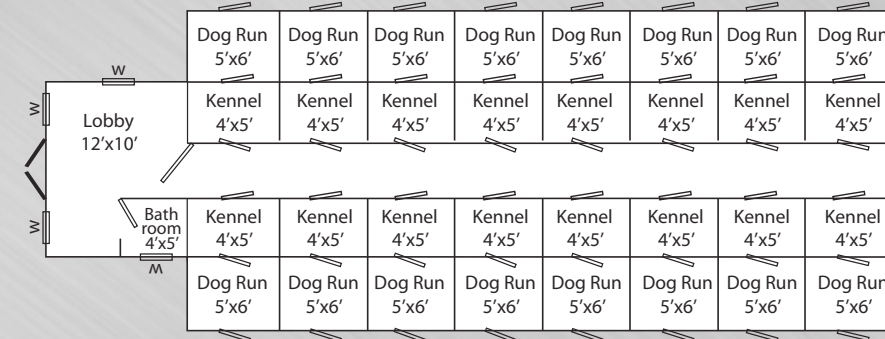 Dog Run Dog Run Dog Run Dog Run Dog Run Dog Run Dog Run Dog Run
5'x6' 5'x6' 5'x6' 5'x6' 5'x6' 5'x6' 5'x6' 5'x6'
W
W
Kennel Kennel Kennel Kennel Kennel Kennel Kennel Kennel
4'x5' 4'x5' 4'x5' 4'x5' 4'x5' 4'x5' 4'x5' 4'x5'
Lobby
12'x10'
W
Bath
room
4'x5'
W
Kennel Kennel Kennel Kennel Kennel Kennel Kennel Kennel
4'x5' 4'x5' 4'x5' 4'x5' 4'x5' 4'x5' 4'x5' 4'x5'
Dog Run Dog Run Dog Run Dog Run Dog Run Dog Run Dog Run Dog Run
5'x6' 5'x6' 5'x6' 5'x6' 5'x6' 5'x6' 5'x6' 5'x6'